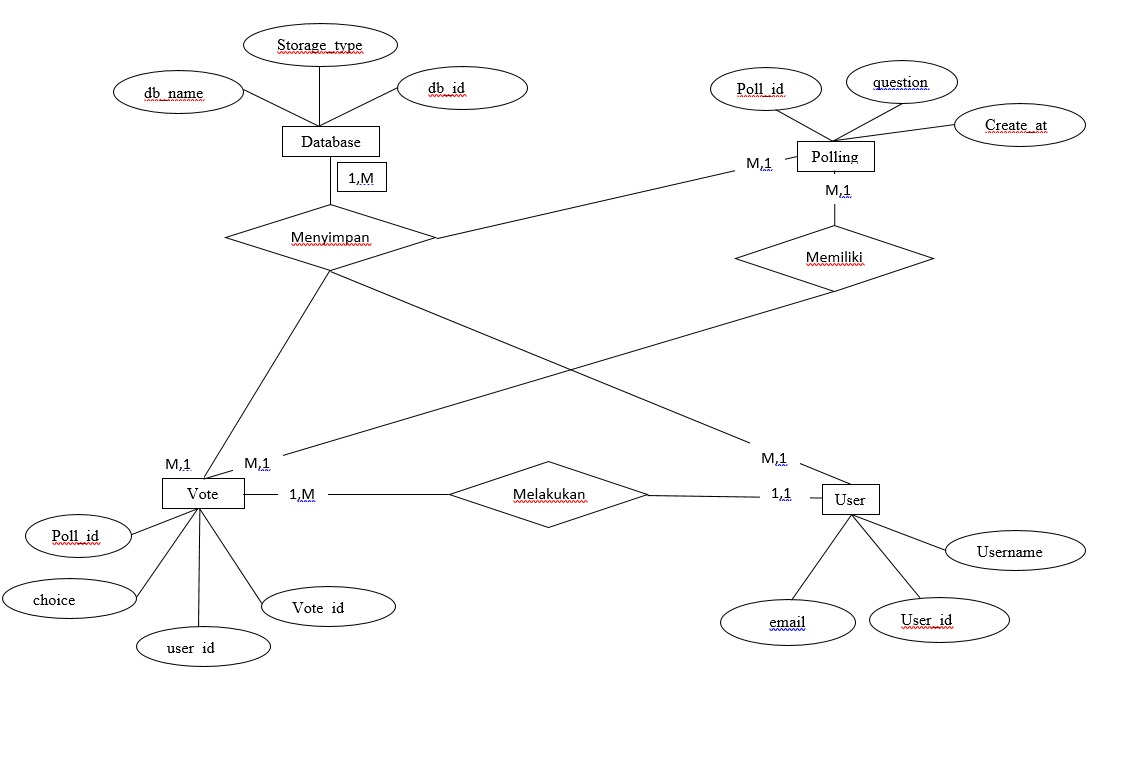 Storage_type
db_name
db_id
Database
1,M
Menyimpan
Poll_id
question
Create_at
Polling
M,1
M,1
Memiliki
M,1
M,1
Vote
1,M
Melakukan
M,1
1,1
User
Poll_id
choice
user_id
Vote_id
Username
email
User_id